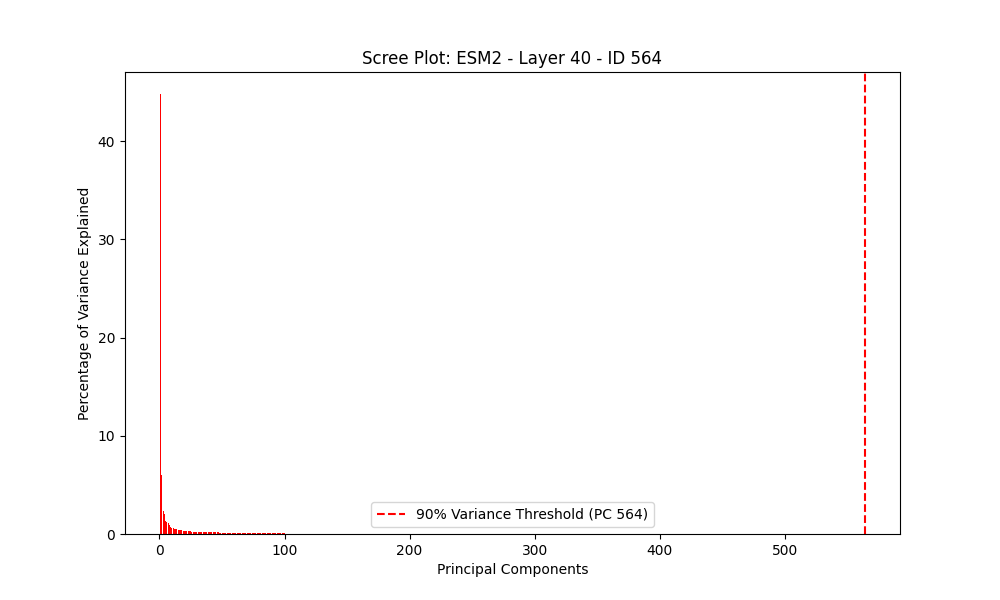 Scree Plot: ESM2 - Layer 40 - ID 564
Percentage of Variance Explained
40
30
20
10
0
90% Variance Threshold (PC 564)
0 100 200 300 400 500
Principal Components